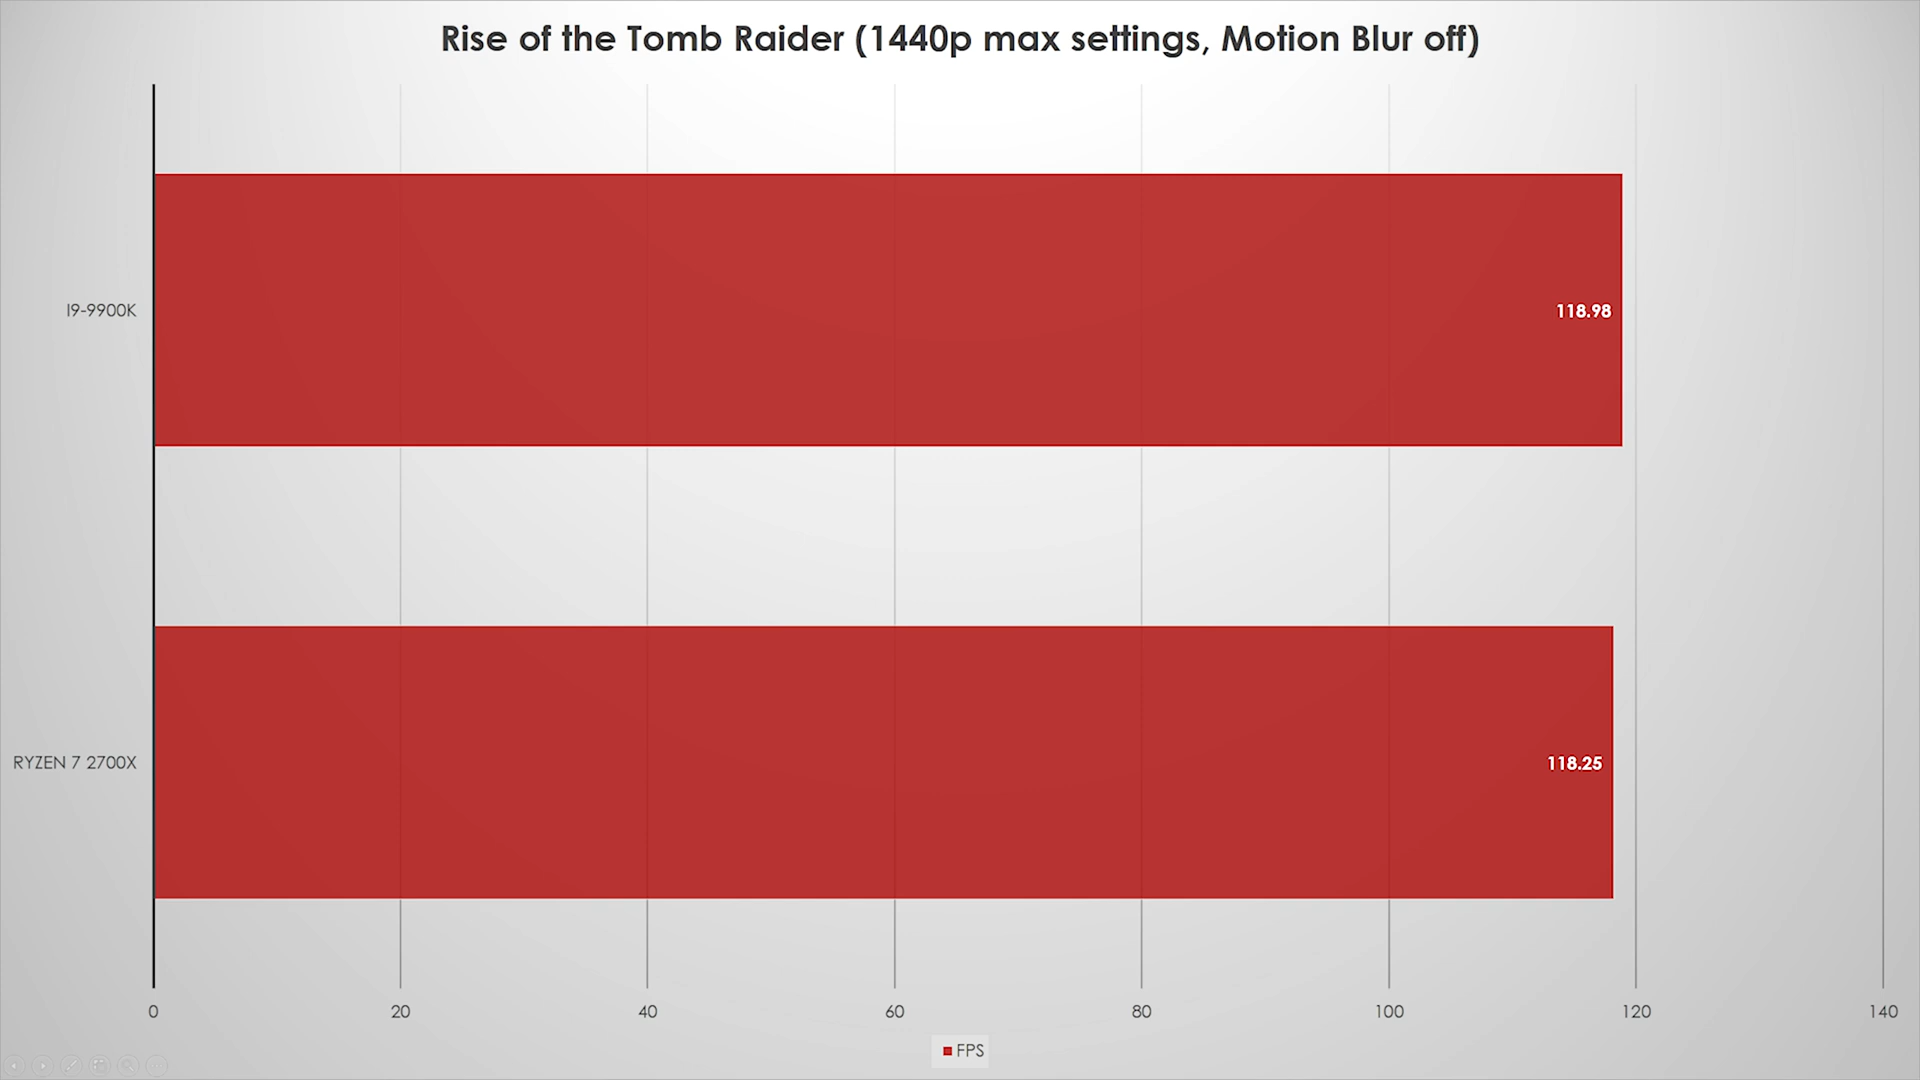 Rise of the Tomb Raider (1440p max settings, Motion Blur off)
I9-9900K
118.98
RYZEN 7 2700X
118.25
0 20 40 60 80 100 120 140
FPS